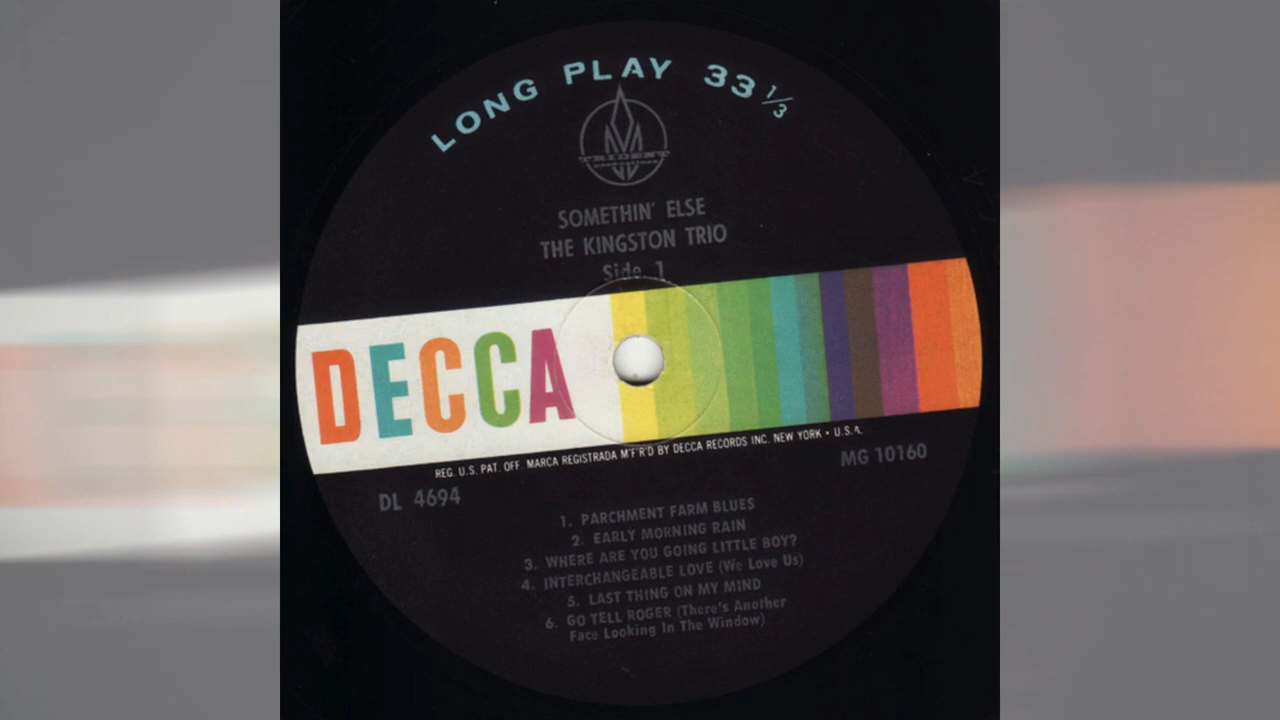 LONG PLAY 33 1/3
TRIDENT
SOMETHIN' ELSE
THE KINGSTON TRIO
Side 1
DECCA
REG. U.S. PAT. OFF. MARCA REGISTRADA M'F'R'D BY DECCA RECORDS INC. NEW YORK • U.S.A.
DL 4694
MG 10160
1. PARCHMENT FARM BLUES
2. EARLY MORNING RAIN
3. WHERE ARE YOU GOING LITTLE BOY?
4. INTERCHANGEABLE LOVE (We Love Us)
5. LAST THING ON MY MIND
6. GO TELL ROGER (There's Another
Face Looking In The Window)